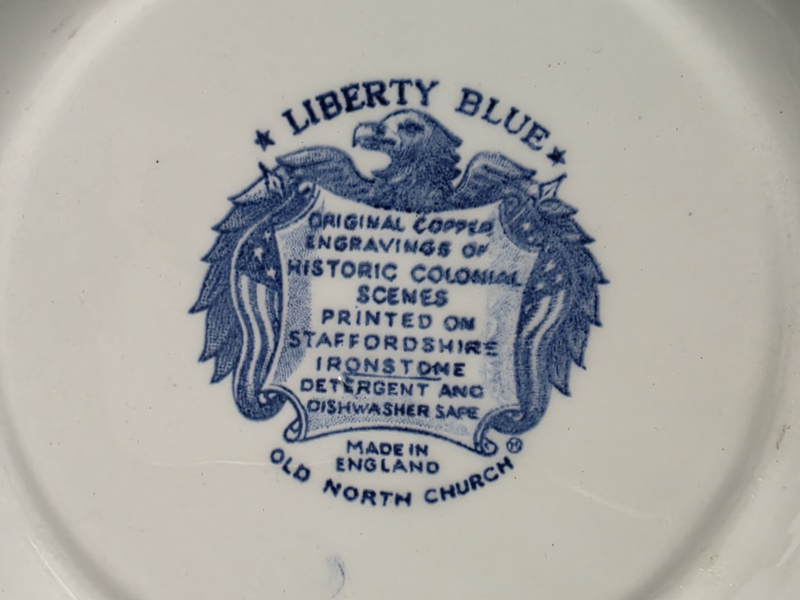 ★ LIBERTY BLUE ★
ORIGINAL COPPER
ENGRAVINGS OF
HISTORIC COLONIAL
SCENES
PRINTED ON
STAFFORDSHIRE
IRONSTONE
DETERGENT AND
DISHWASHER SAFE
MADE IN
ENGLAND
OLD NORTH CHURCH